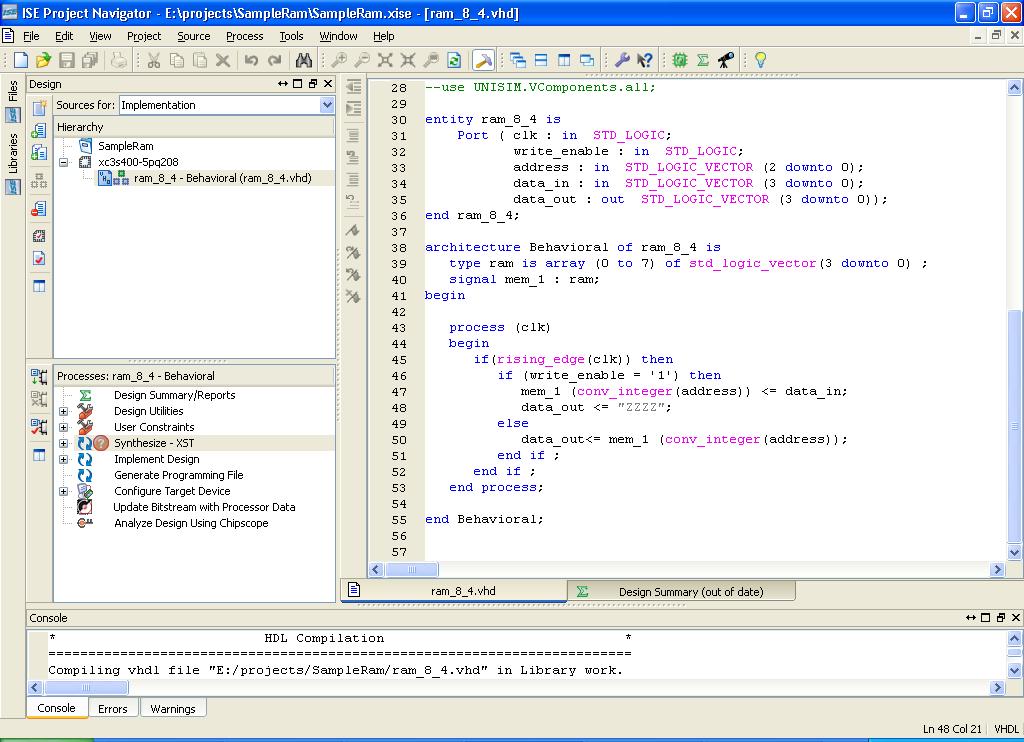 ISE Project Navigator - E:\projects\SampleRam\SampleRam.xise - [ram_8_4.vhd]
File Edit View Project Source Process Tools Window Help
Design
Files
Libraries
Sources for: Implementation
Hierarchy
SampleRam
xc3s400-5pq208
ram_8_4 - Behavioral (ram_8_4.vhd)
Processes: ram_8_4 - Behavioral
Design Summary/Reports
Design Utilities
User Constraints
Synthesize - XST
Implement Design
Generate Programming File
Configure Target Device
Update Bitstream with Processor Data
Analyze Design Using Chipscope
28 --use UNISIM.VComponents.all;
29
30 entity ram_8_4 is
31 Port ( clk : in STD_LOGIC;
32 write_enable : in STD_LOGIC;
33 address : in STD_LOGIC_VECTOR (2 downto 0);
34 data_in : in STD_LOGIC_VECTOR (3 downto 0);
35 data_out : out STD_LOGIC_VECTOR (3 downto 0));
36 end ram_8_4;
37
38 architecture Behavioral of ram_8_4 is
39 type ram is array (0 to 7) of std_logic_vector(3 downto 0) ;
40 signal mem_1 : ram;
41 begin
42
43 process (clk)
44 begin
45 if(rising_edge(clk)) then
46 if (write_enable = '1') then
47 mem_1 (conv_integer(address)) <= data_in;
48 data_out <= "ZZZZ";
49 else
50 data_out<= mem_1 (conv_integer(address));
51 end if ;
52 end if ;
53 end process;
54
55 end Behavioral;
56
57
ram_8_4.vhd
Design Summary (out of date)
Console
* HDL Compilation *
=========================================================================
Compiling vhdl file "E:/projects/SampleRam/ram_8_4.vhd" in Library work.
Console Errors Warnings
Ln 48 Col 21 VHDL